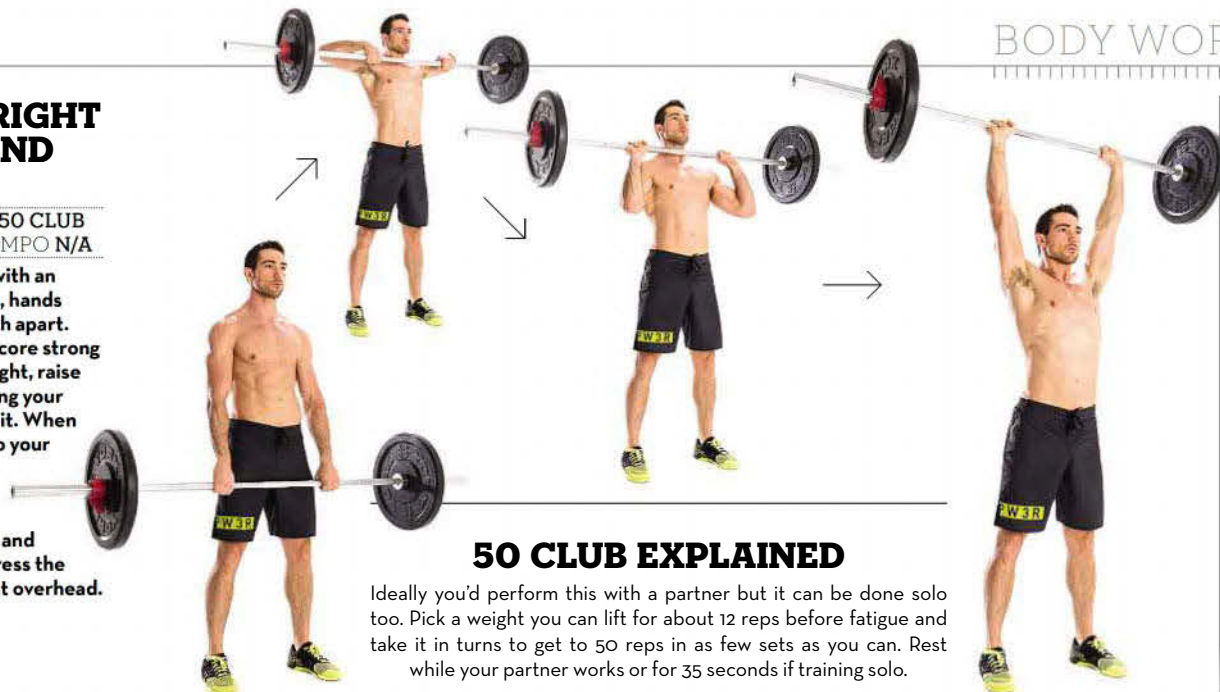 BODY WOR
RIGHT
ND
50 CLUB
MPO N/A
with an
, hands
h apart.
core strong
ght, raise
ng your
it. When
o your
and
ress the
t overhead.
PW3R
PW3R
PW3R
PW3R
50 CLUB EXPLAINED
Ideally you'd perform this with a partner but it can be done solo
too. Pick a weight you can lift for about 12 reps before fatigue and
take it in turns to get to 50 reps in as few sets as you can. Rest
while your partner works or for 35 seconds if training solo.